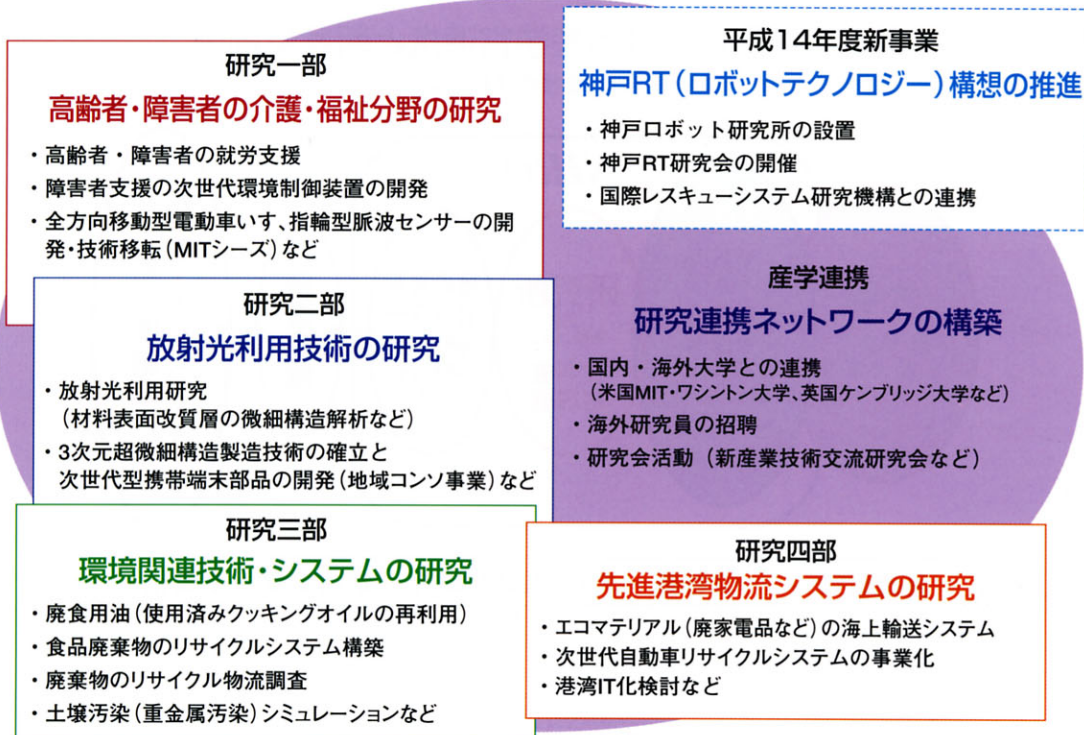 研究一部
高齢者・障害者の介護・福祉分野の研究
・高齢者・障害者の就労支援
・障害者支援の次世代環境制御装置の開発
・全方向移動型電動車いす、指輪型脈波センサーの開
発・技術移転(MITシーズ)など
平成14年度新事業
神戸RT(ロボットテクノロジー)構想の推進
・神戸ロボット研究所の設置
・神戸RT研究会の開催
・国際レスキューシステム研究機構との連携
研究二部
放射光利用技術の研究
・放射光利用研究
(材料表面改質層の微細構造解析など)
・3次元超微細構造製造技術の確立と
次世代型携帯端末部品の開発(地域コンソ事業)など
産学連携
研究連携ネットワークの構築
・国内・海外大学との連携
(米国MIT・ワシントン大学、英国ケンブリッジ大学など)
・海外研究員の招聘
・研究会活動(新産業技術交流研究会など)
研究三部
環境関連技術・システムの研究
・廃食用油(使用済みクッキングオイルの再利用)
・食品廃棄物のリサイクルシステム構築
・廃棄物のリサイクル物流調査
・土壌汚染(重金属汚染)シミュレーションなど
研究四部
先進港湾物流システムの研究
・エコマテリアル(廃家電品など)の海上輸送システム
・次世代自動車リサイクルシステムの事業化
・港湾IT化検討など